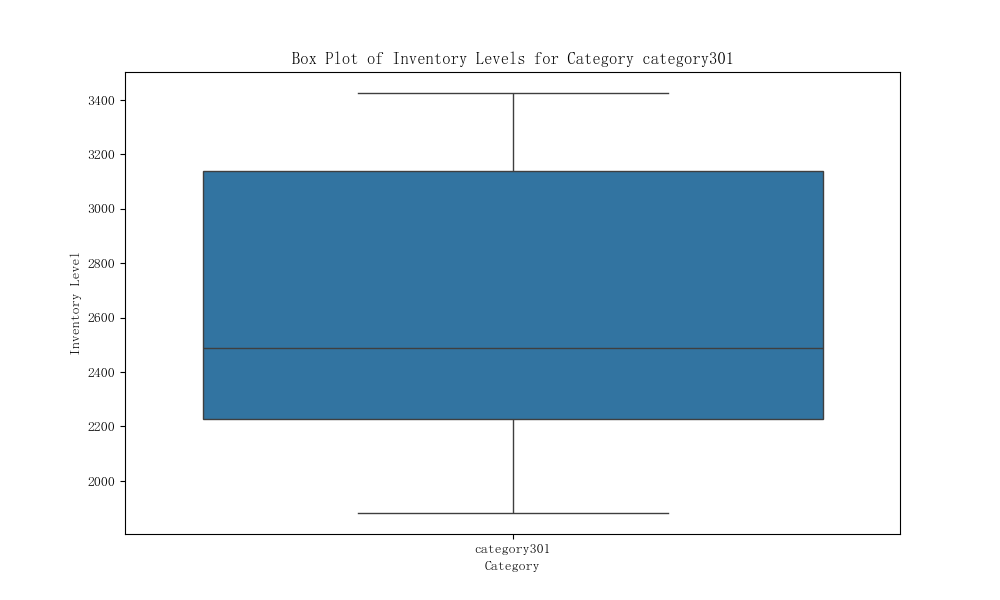 Box Plot of Inventory Levels for Category category301
3400
3200
3000
2800
2600
2400
2200
2000
Inventory Level
category301
Category